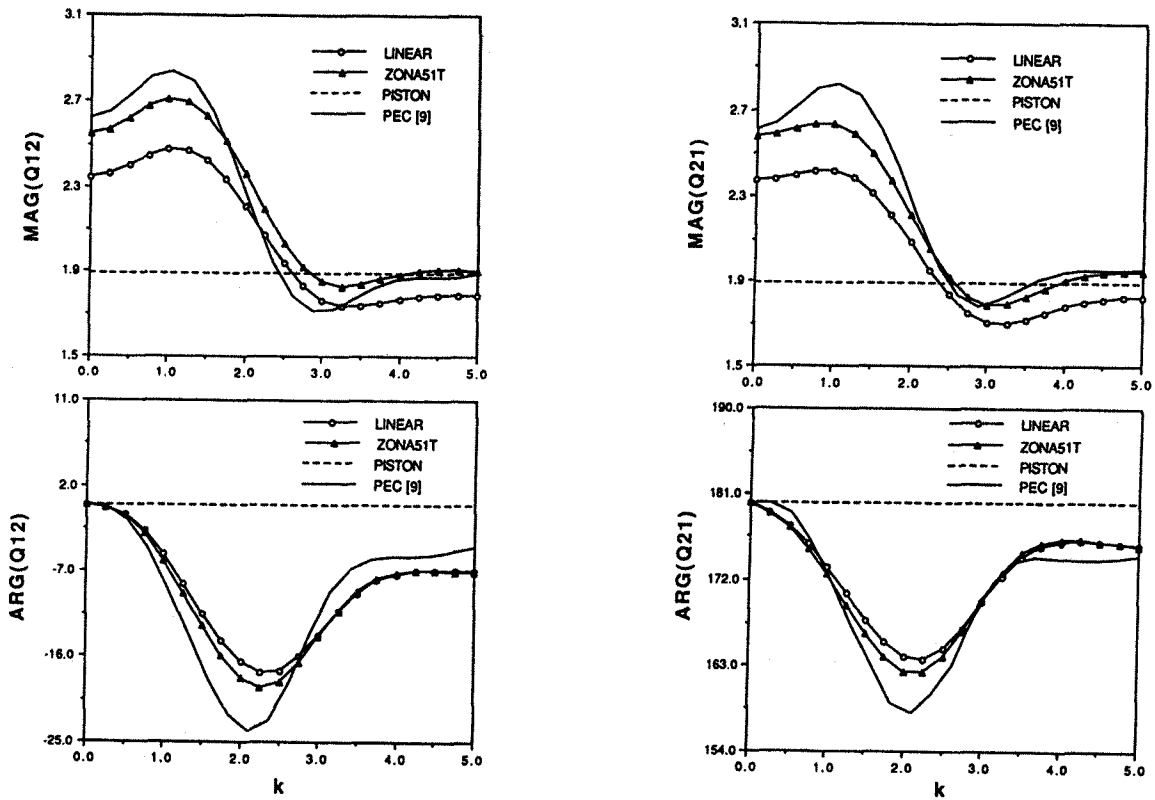 3.1
2.7
2.3
1.9
1.5
MAG(Q12)
LINEAR
ZONA51T
PISTON
PEC [9]
0.0 1.0 2.0 3.0 4.0 5.0
3.1
2.7
2.3
1.9
1.5
MAG(Q21)
LINEAR
ZONA51T
PISTON
PEC [9]
0.0 1.0 2.0 3.0 4.0 5.0
11.0
2.0
-7.0
-16.0
-25.0
ARG(Q12)
LINEAR
ZONA51T
PISTON
PEC [9]
0.0 1.0 2.0 3.0 4.0 5.0
k
190.0
181.0
172.0
163.0
154.0
ARG(Q21)
LINEAR
ZONA51T
PISTON
PEC [9]
0.0 1.0 2.0 3.0 4.0 5.0
k